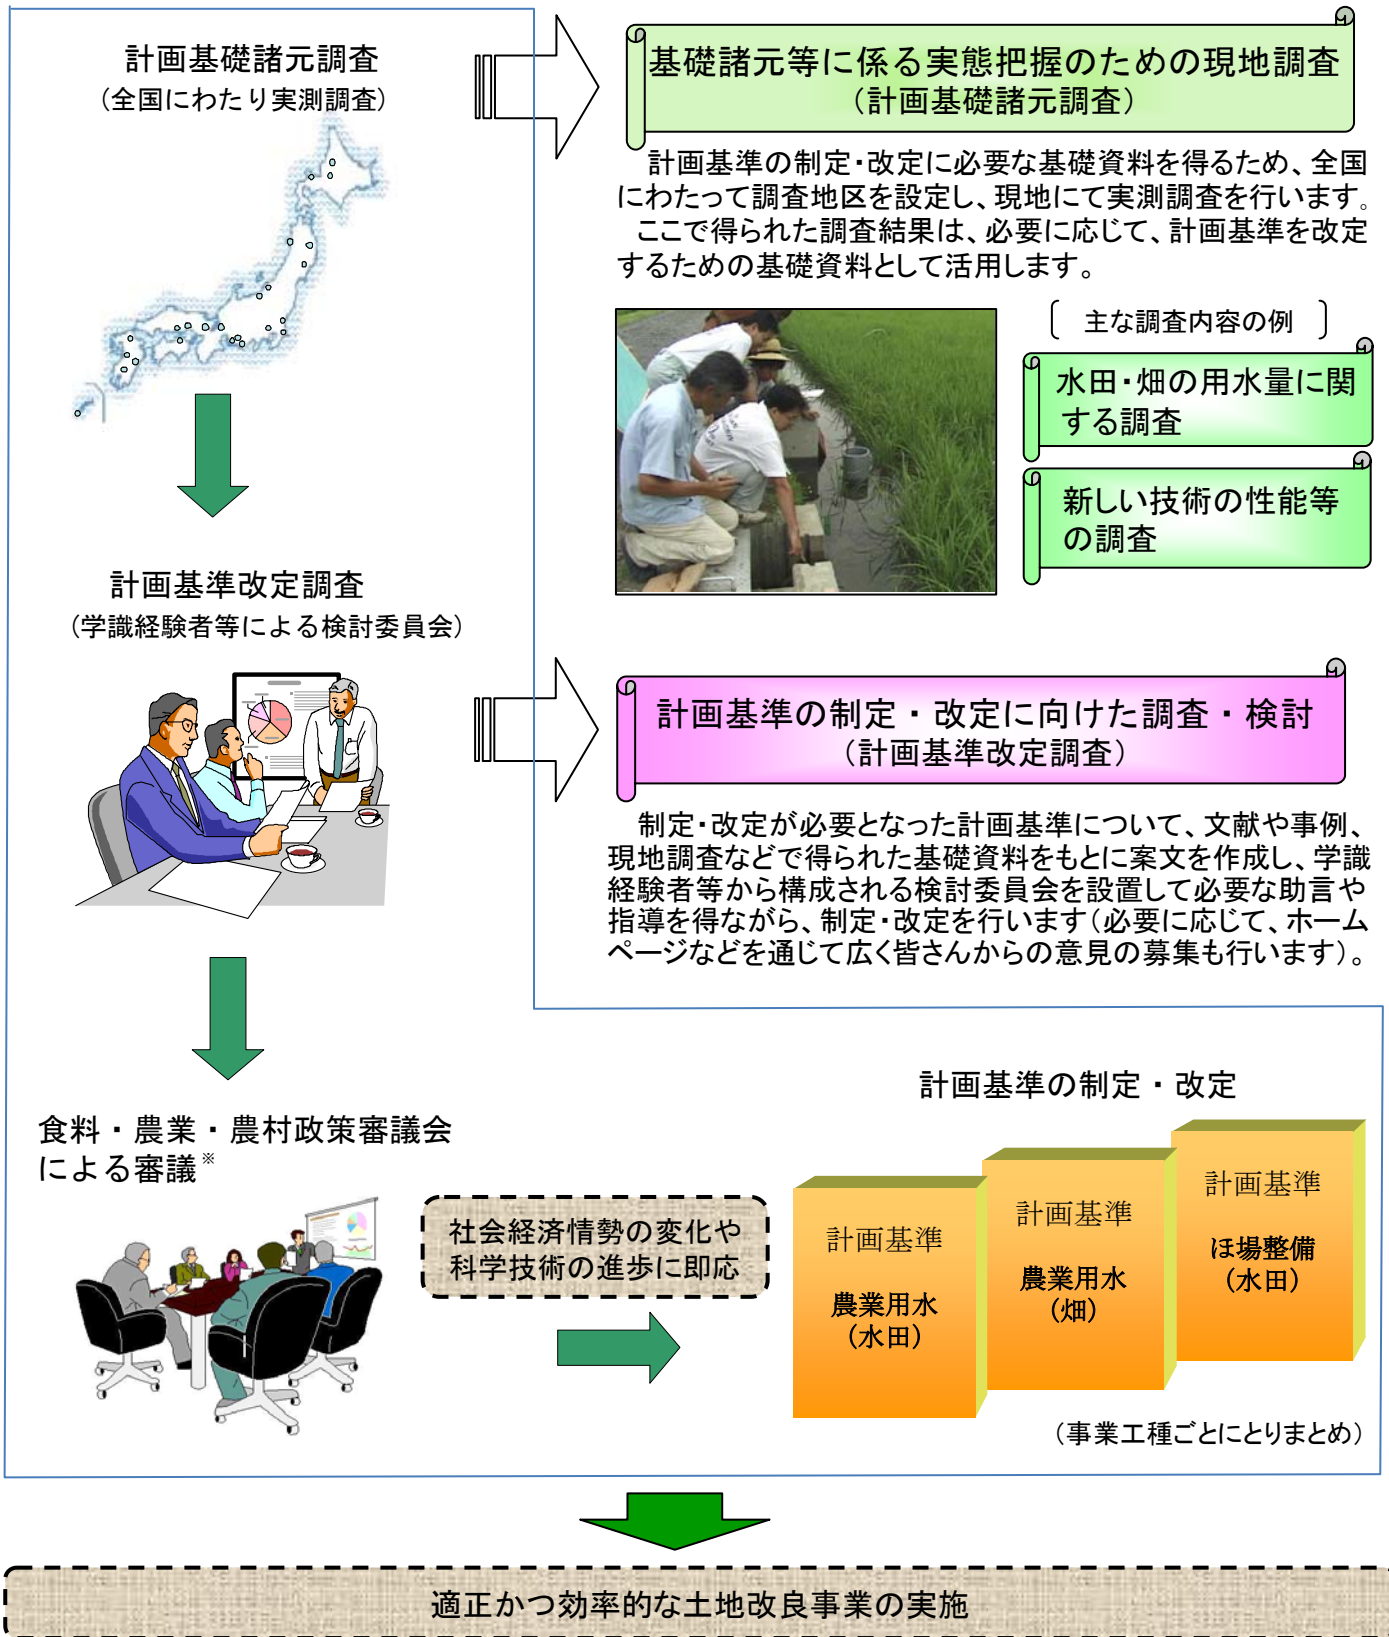 計画基礎諸元調査
（全国にわたり実測調査）
基礎諸元等に係る実態把握のための現地調査
（計画基礎諸元調査）
計画基準の制定・改定に必要な基礎資料を得るため、全国
にわたって調査地区を設定し、現地にて実測調査を行います。
ここで得られた調査結果は、必要に応じて、計画基準を改定
するための基礎資料として活用します。
〔 主な調査内容の例 〕
水田・畑の用水量に関
する調査
新しい技術の性能等
の調査
計画基準改定調査
（学識経験者等による検討委員会）
計画基準の制定・改定に向けた調査・検討
（計画基準改定調査）
制定・改定が必要となった計画基準について、文献や事例、
現地調査などで得られた基礎資料をもとに案文を作成し、学識
経験者等から構成される検討委員会を設置して必要な助言や
指導を得ながら、制定・改定を行います（必要に応じて、ホーム
ページなどを通じて広く皆さんからの意見の募集も行います）。
食料・農業・農村政策審議会
による審議※
社会経済情勢の変化や
科学技術の進歩に即応
計画基準の制定・改定
計画基準
農業用水
（水田）
計画基準
農業用水
（畑）
計画基準
ほ場整備
（水田）
（事業工種ごとにとりまとめ）
適正かつ効率的な土地改良事業の実施